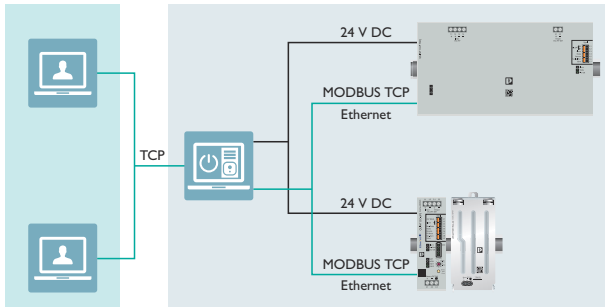 24 V DC
MODBUS TCP
Ethernet
TCP
24 V DC
MODBUS TCP
Ethernet